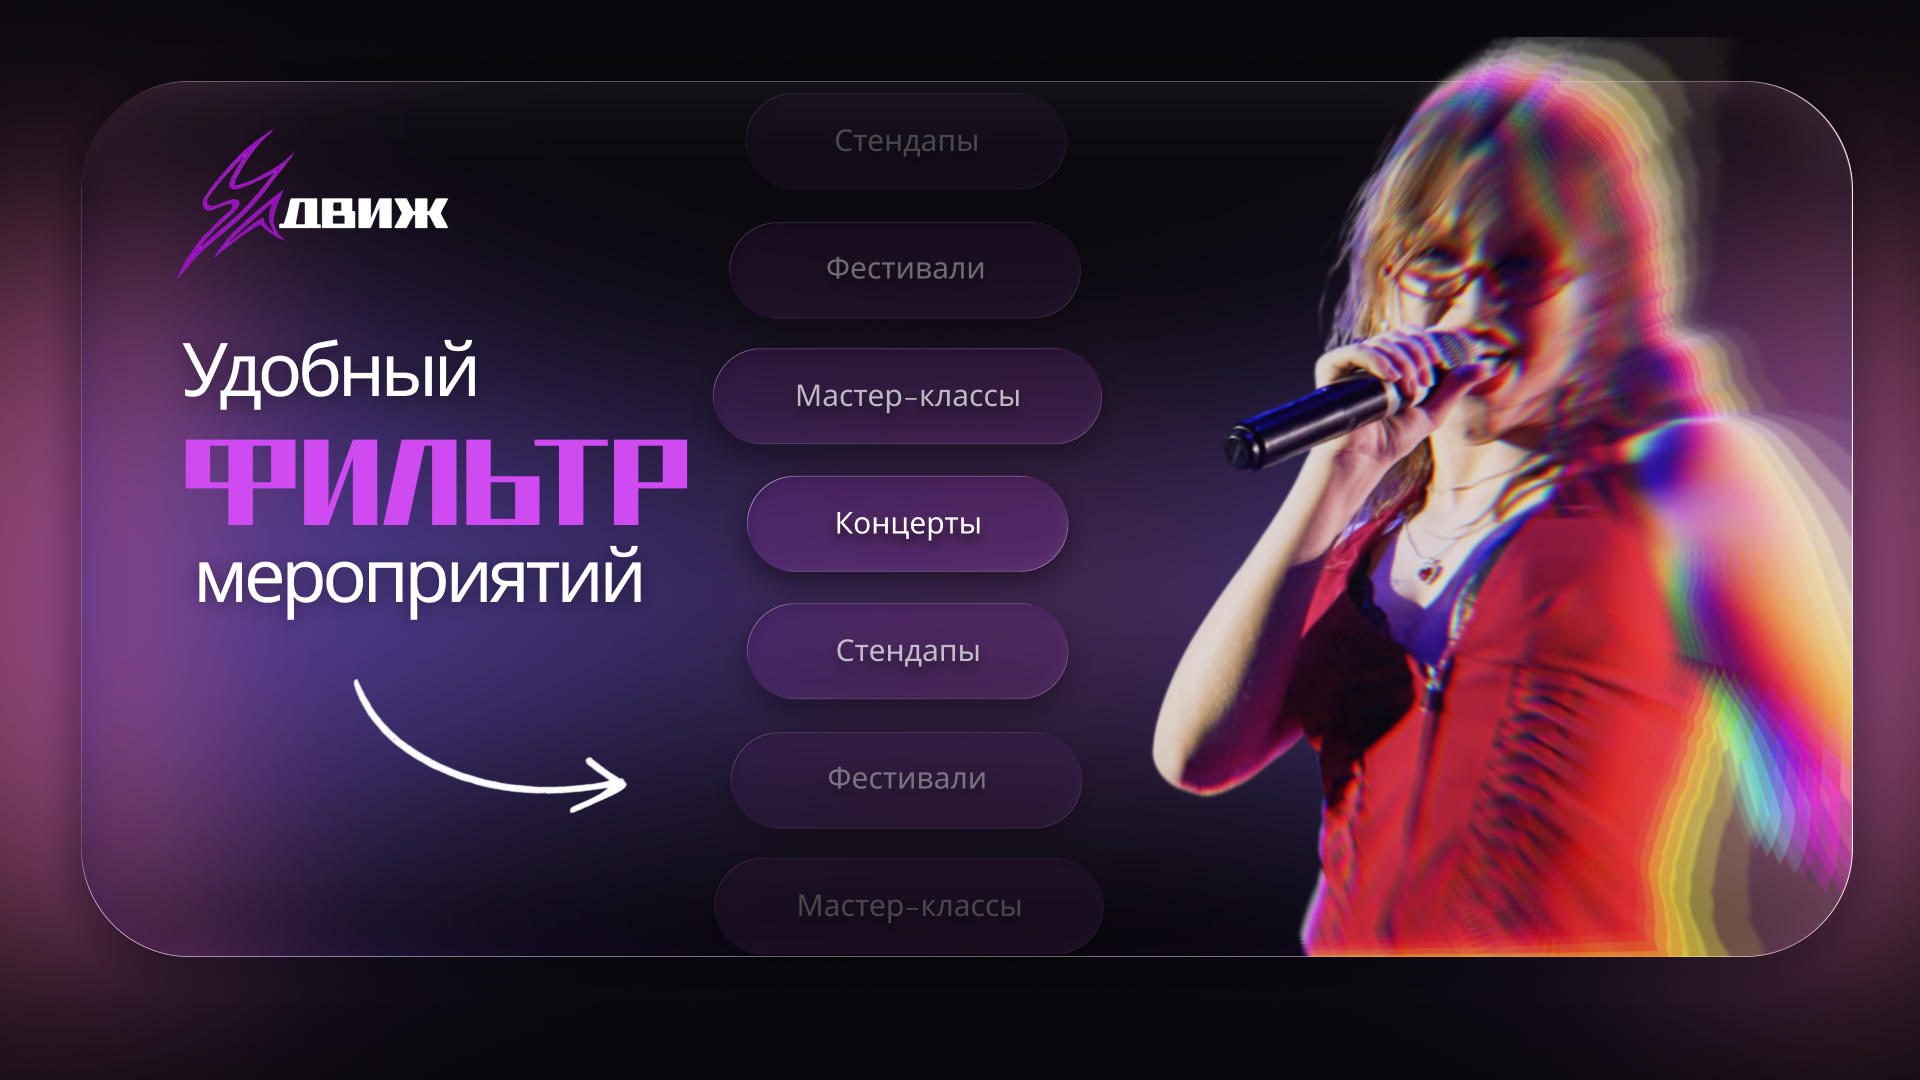 движ
Удобный
ФИЛЬТР
мероприятий
Стендапы
Фестивали
Мастер-классы
Концерты
Стендапы
Фестивали
Мастер-классы